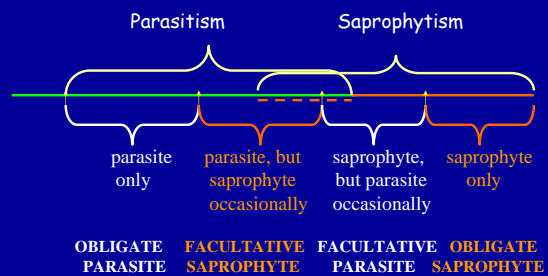 Parasitism Saprophytism
parasite only
parasite, but saprophyte occasionally
saprophyte, but parasite occasionally
saprophyte only
OBLIGATE PARASITE
FACULTATIVE SAPROPHYTE
FACULTATIVE PARASITE
OBLIGATE SAPROPHYTE